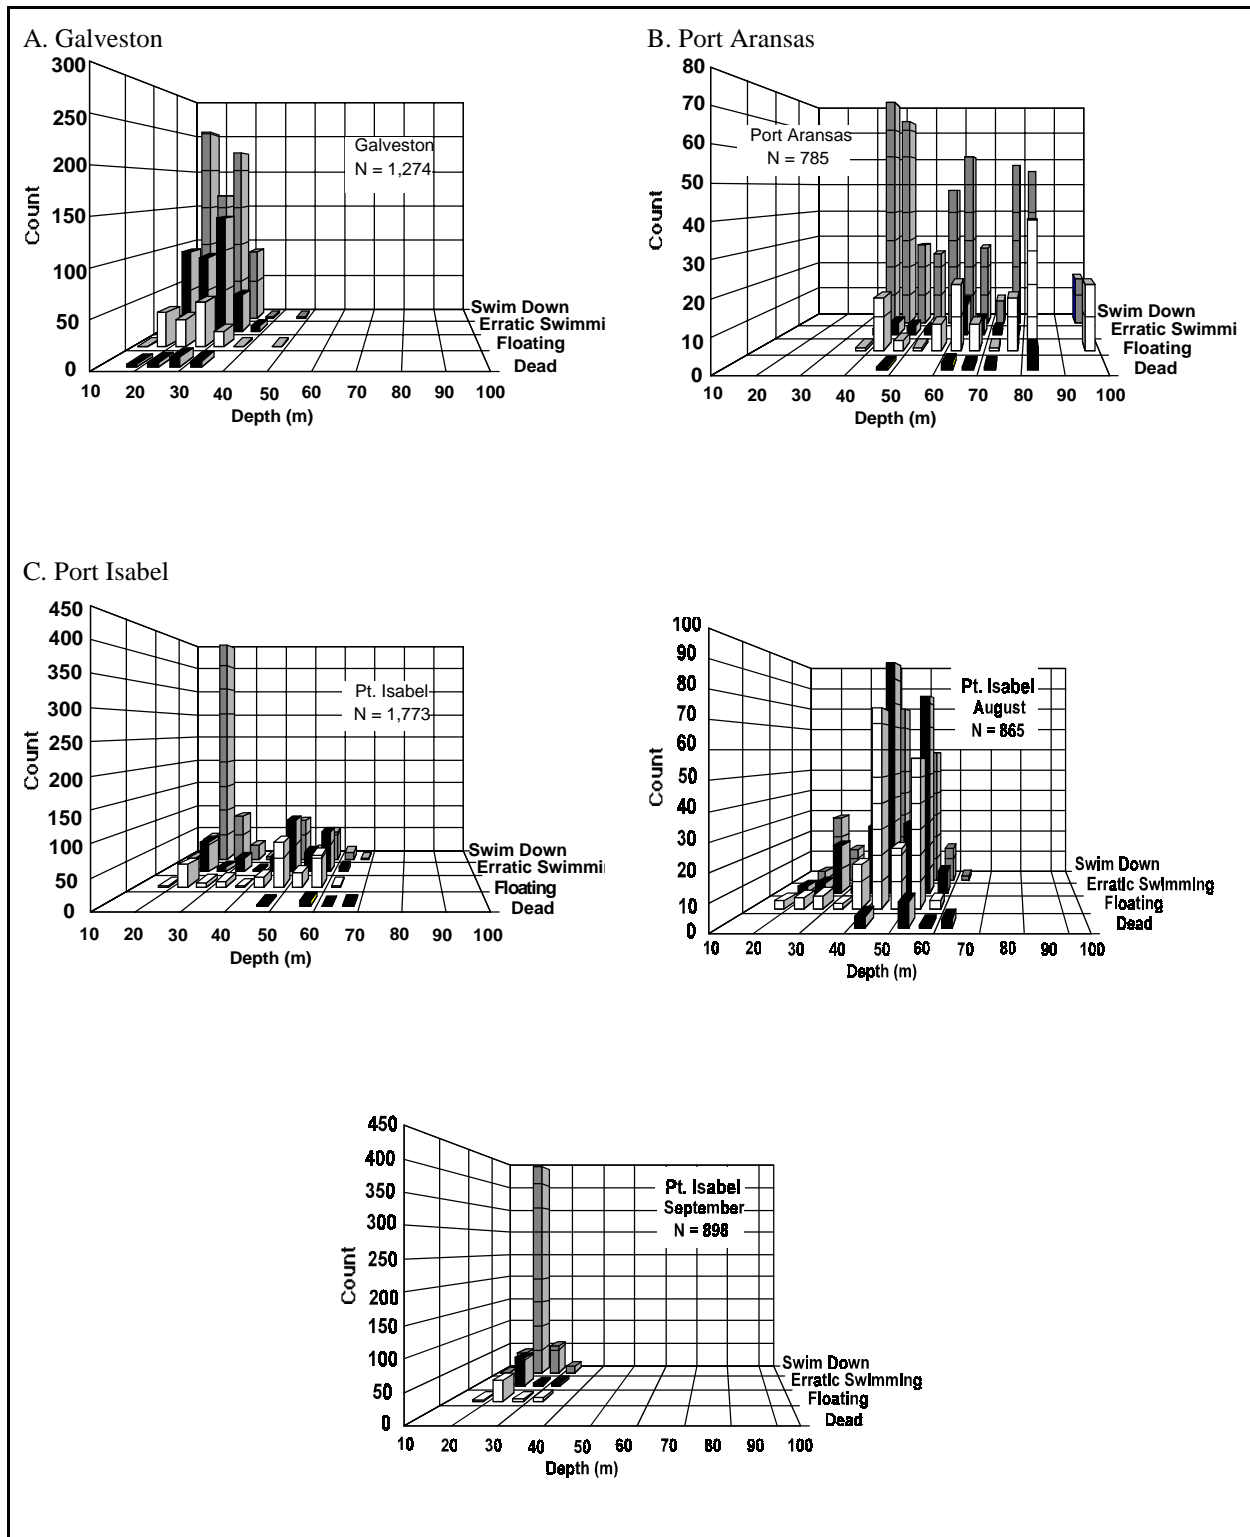 A. Galveston
300
250
200
150
100
50
0
Count
Galveston
N = 1,274
Swim Down
Erratic Swimmi
Floating
Dead
10 20 30 40 50 60 70 80 90 100
Depth (m)
B. Port Aransas
80
70
60
50
40
30
20
10
0
Count
Port Aransas
N = 785
Swim Down
Erratic Swimmi
Floating
Dead
10 20 30 40 50 60 70 80 90 100
Depth (m)
C. Port Isabel
450
400
350
300
250
200
150
100
50
0
Count
Pt. Isabel
N = 1,773
Swim Down
Erratic Swimmin
Floating
Dead
10 20 30 40 50 60 70 80 90 100
Depth (m)
100
90
80
70
60
50
40
30
20
10
0
Count
Pt. Isabel
August
N = 865
Swim Down
Erratic Swimming
Floating
Dead
10 20 30 40 50 60 70 80 90 100
Depth (m)
450
400
350
300
250
200
150
100
50
0
Count
Pt. Isabel
September
N = 898
Swim Down
Erratic Swimming
Floating
Dead
10 20 30 40 50 60 70 80 90 100
Depth (m)